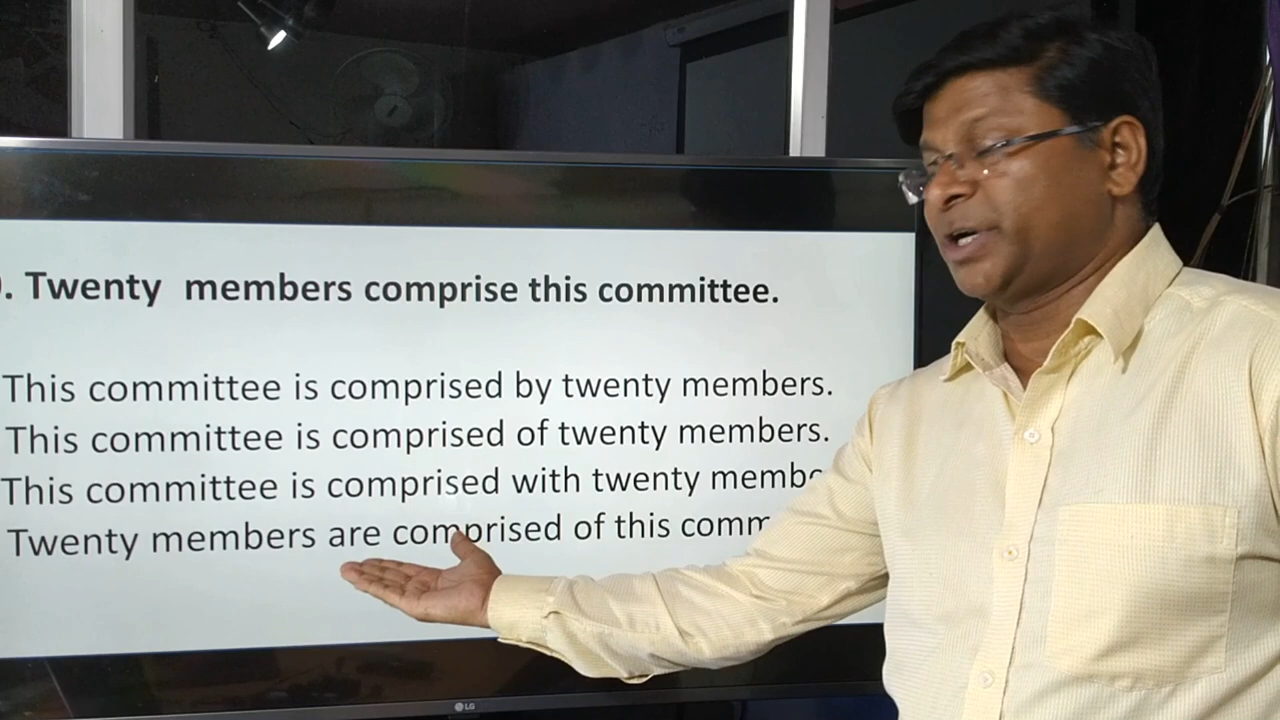 . Twenty members comprise this committee.
This committee is comprised by twenty members.
This committee is comprised of twenty members.
This committee is comprised with twenty
Twenty members are comprised of this
LG